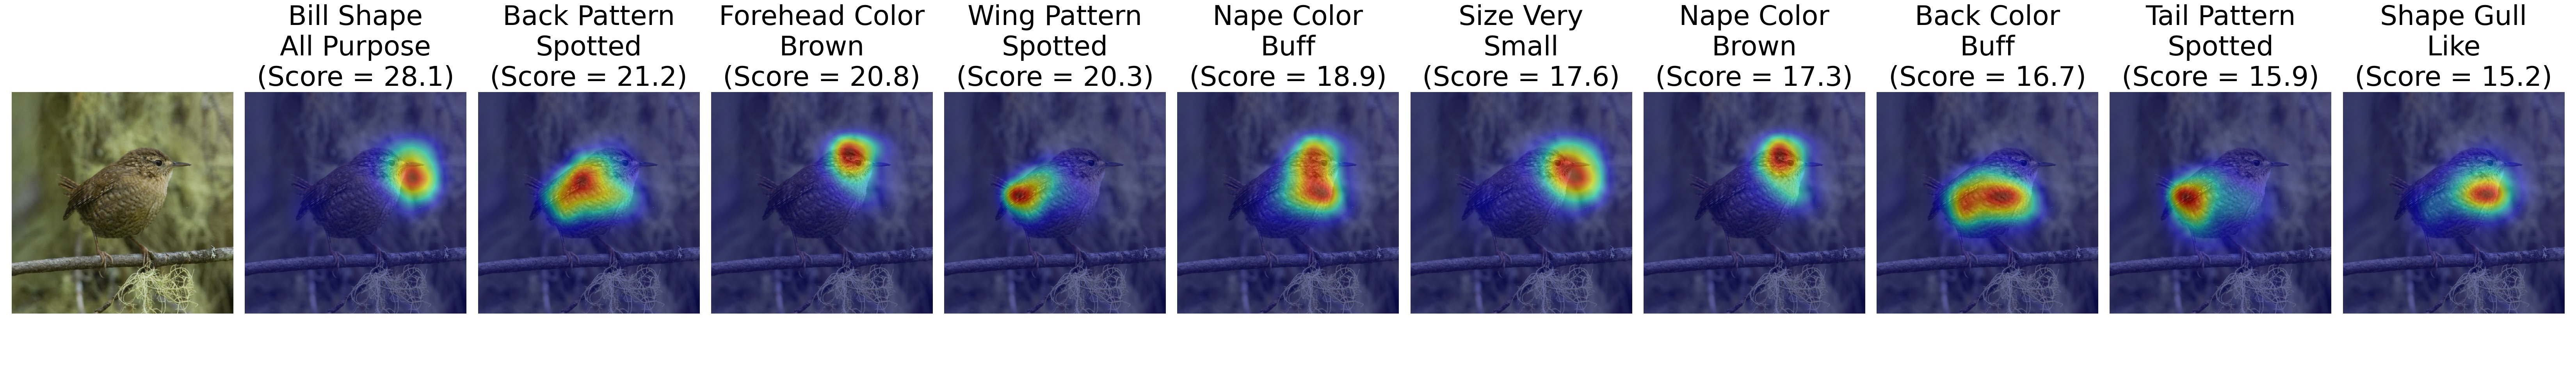 Bill Shape
All Purpose
(Score = 28.1)
Back Pattern
Spotted
(Score = 21.2)
Forehead Color
Brown
(Score = 20.8)
Wing Pattern
Spotted
(Score = 20.3)
Nape Color
Buff
(Score = 18.9)
Size Very
Small
(Score = 17.6)
Nape Color
Brown
(Score = 17.3)
Back Color
Buff
(Score = 16.7)
Tail Pattern
Spotted
(Score = 15.9)
Shape Gull
Like
(Score = 15.2)